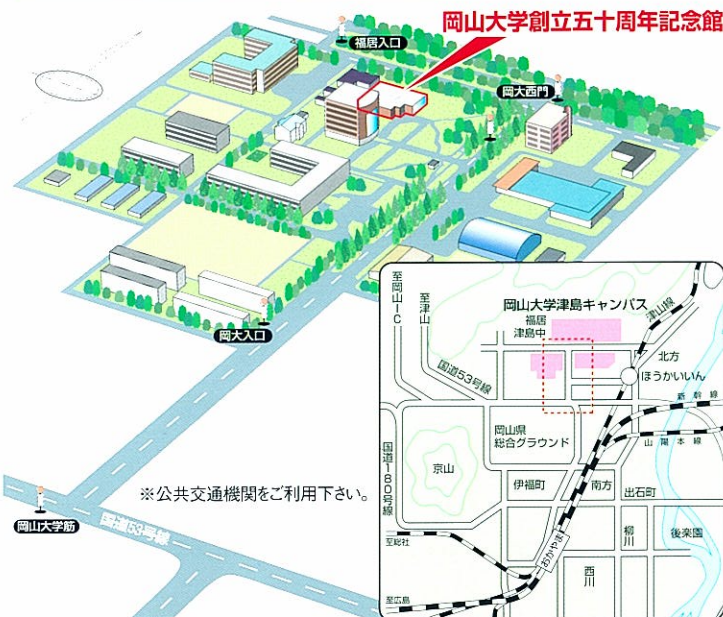 岡山大学創立五十周年記念館
福居入口
岡大西門
岡大入口
※公共交通機関をご利用下さい。
岡山大学筋
国道53号線
至岡山IC
至津山
岡山大学津島キャンパス
福居
津島中
津山線
国道53号線
北方
ほうかいいん
新幹線
山陽本線
岡山県
総合グラウンド
国道180号線
京山
伊福町
南方
出石町
おかやま
柳川
後楽園
至総社
西川
至広島